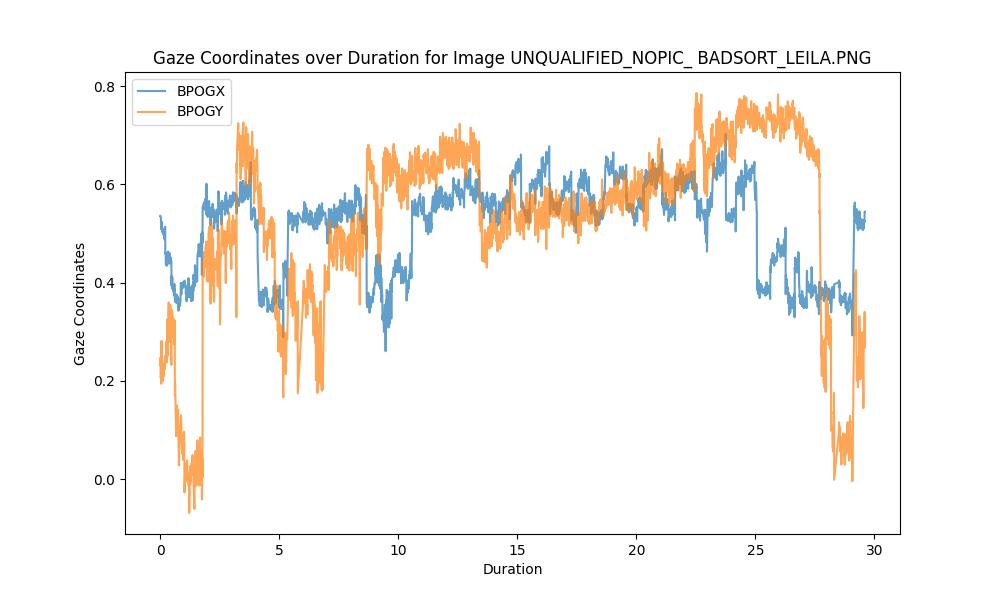 Gaze Coordinates over Duration for Image UNQUALIFIED_NOPIC_ BADSORT_LEILA.PNG
BPOGX
BPOGY
0.8
0.6
0.4
0.2
0.0
Gaze Coordinates
0 5 10 15 20 25 30
Duration